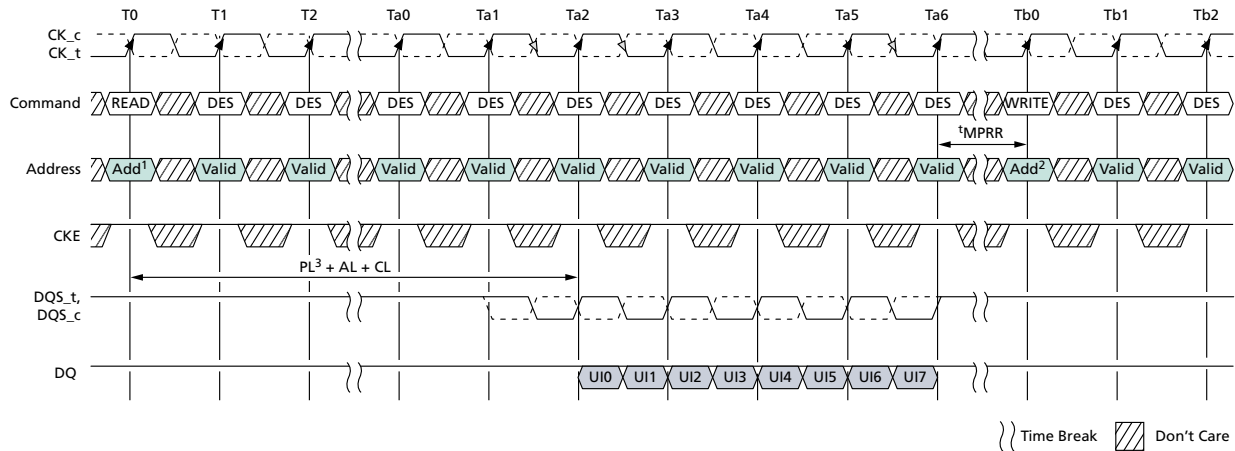 T0 T1 T2 Ta0 Ta1 Ta2 Ta3 Ta4 Ta5 Ta6 Tb0 Tb1 Tb2
CK_c
CK_t
Command READ DES DES DES DES DES DES DES DES DES WRITE DES DES
tMPRR
Address Add1 Valid Valid Valid Valid Valid Valid Valid Valid Valid Add2 Valid Valid
CKE
PL3 + AL + CL
DQS_t,
DQS_c
DQ UI0 UI1 UI2 UI3 UI4 UI5 UI6 UI7
Time Break Don't Care